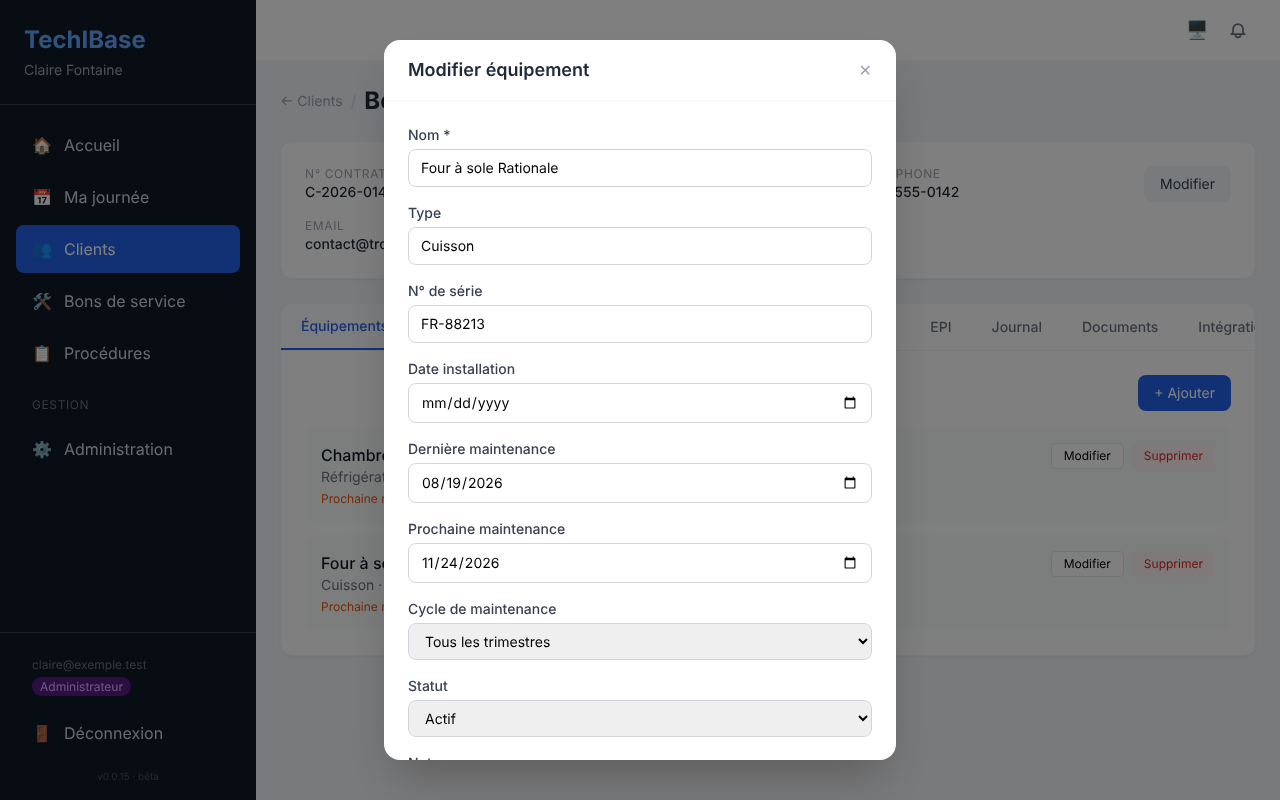 TechIBase
Claire Fontaine
🏠 Accueil
📅 Ma journée
👥 Clients
🛠️ Bons de service
📋 Procédures
GESTION
⚙️ Administration
claire@exemple.test
Administrateur
🚪 Déconnexion
v0.0.15 · bêta
← Clients /
N° CONTRAT
C-2026-014
PHONE
555-0142
Modifier
EMAIL
Équipements
EPI
Journal
Documents
+ Ajouter
Modifier
Supprimer
Prochaine
Cuisson ·
Modifier
Supprimer
Prochaine
Modifier équipement
×
Nom *
Four à sole Rationale
Type
Cuisson
N° de série
FR-88213
Date installation
mm/dd/yyyy
Dernière maintenance
08/19/2026
Prochaine maintenance
11/24/2026
Cycle de maintenance
Tous les trimestres
Statut
Actif